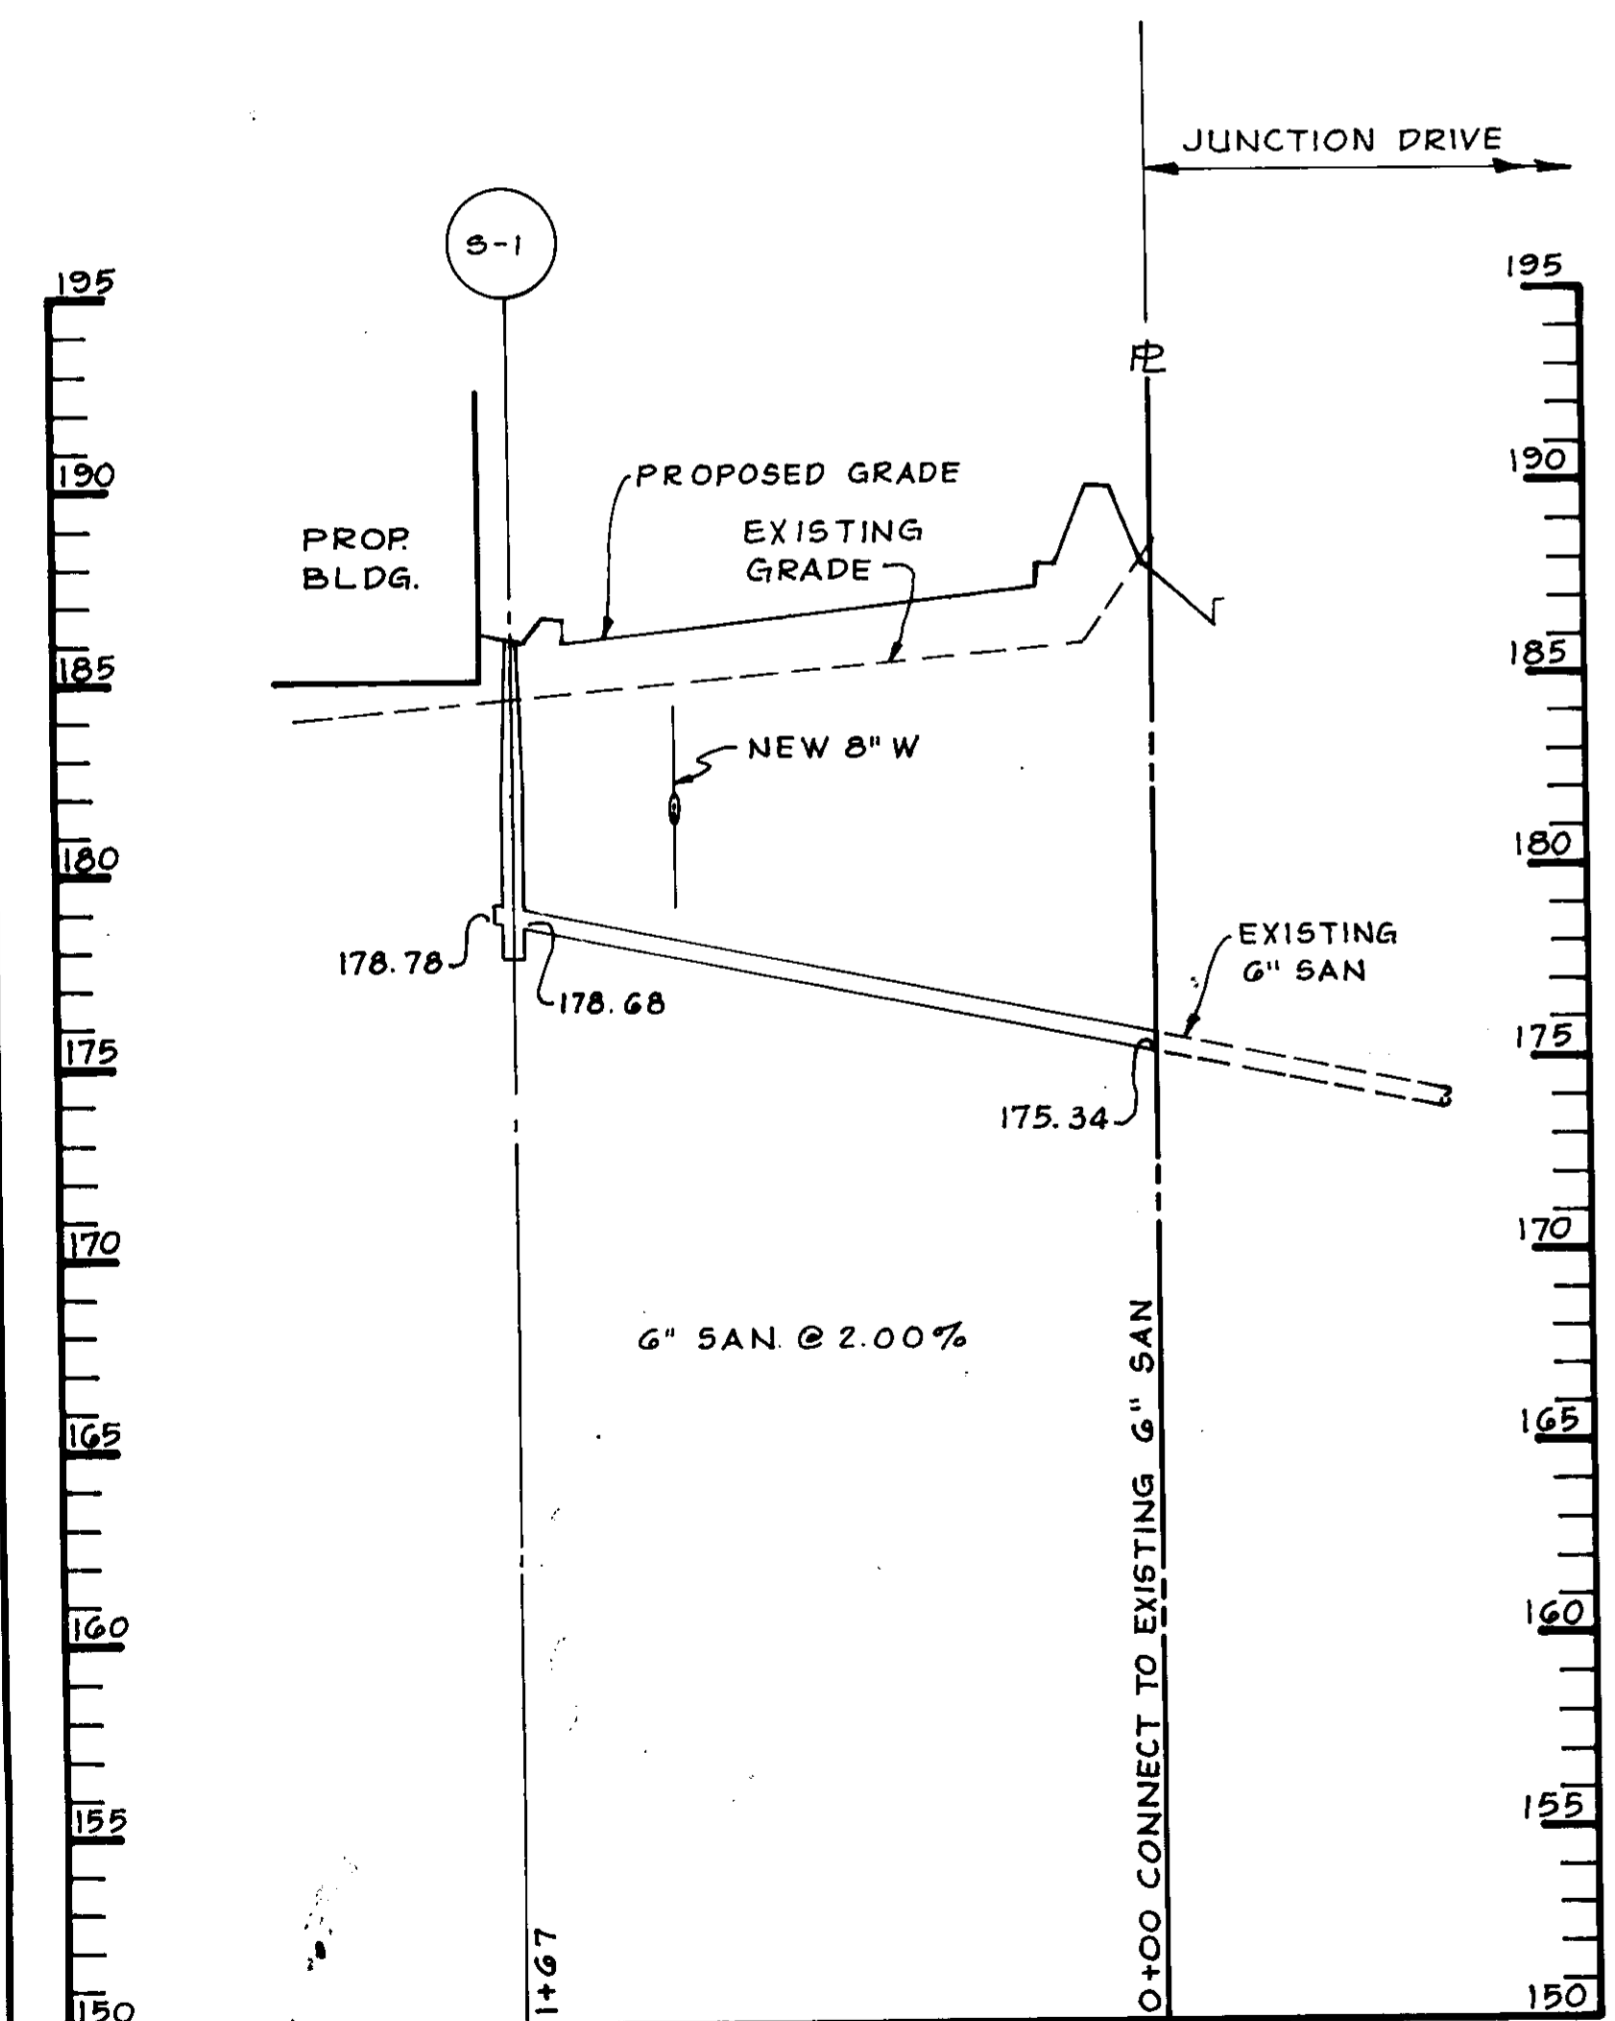 JUNCTION DRIVE
S-1
195
195
PL
190
190
PROPOSED GRADE
EXISTING
GRADE
PROP.
BLDG.
185
185
NEW 8" W
180
180
178.78
178.68
EXISTING
6" SAN
175
175
175.34
170
170
6" SAN. @ 2.00%
165
165
160
160
155
155
150
150
1+67
0+00 CONNECT TO EXISTING 6" SAN